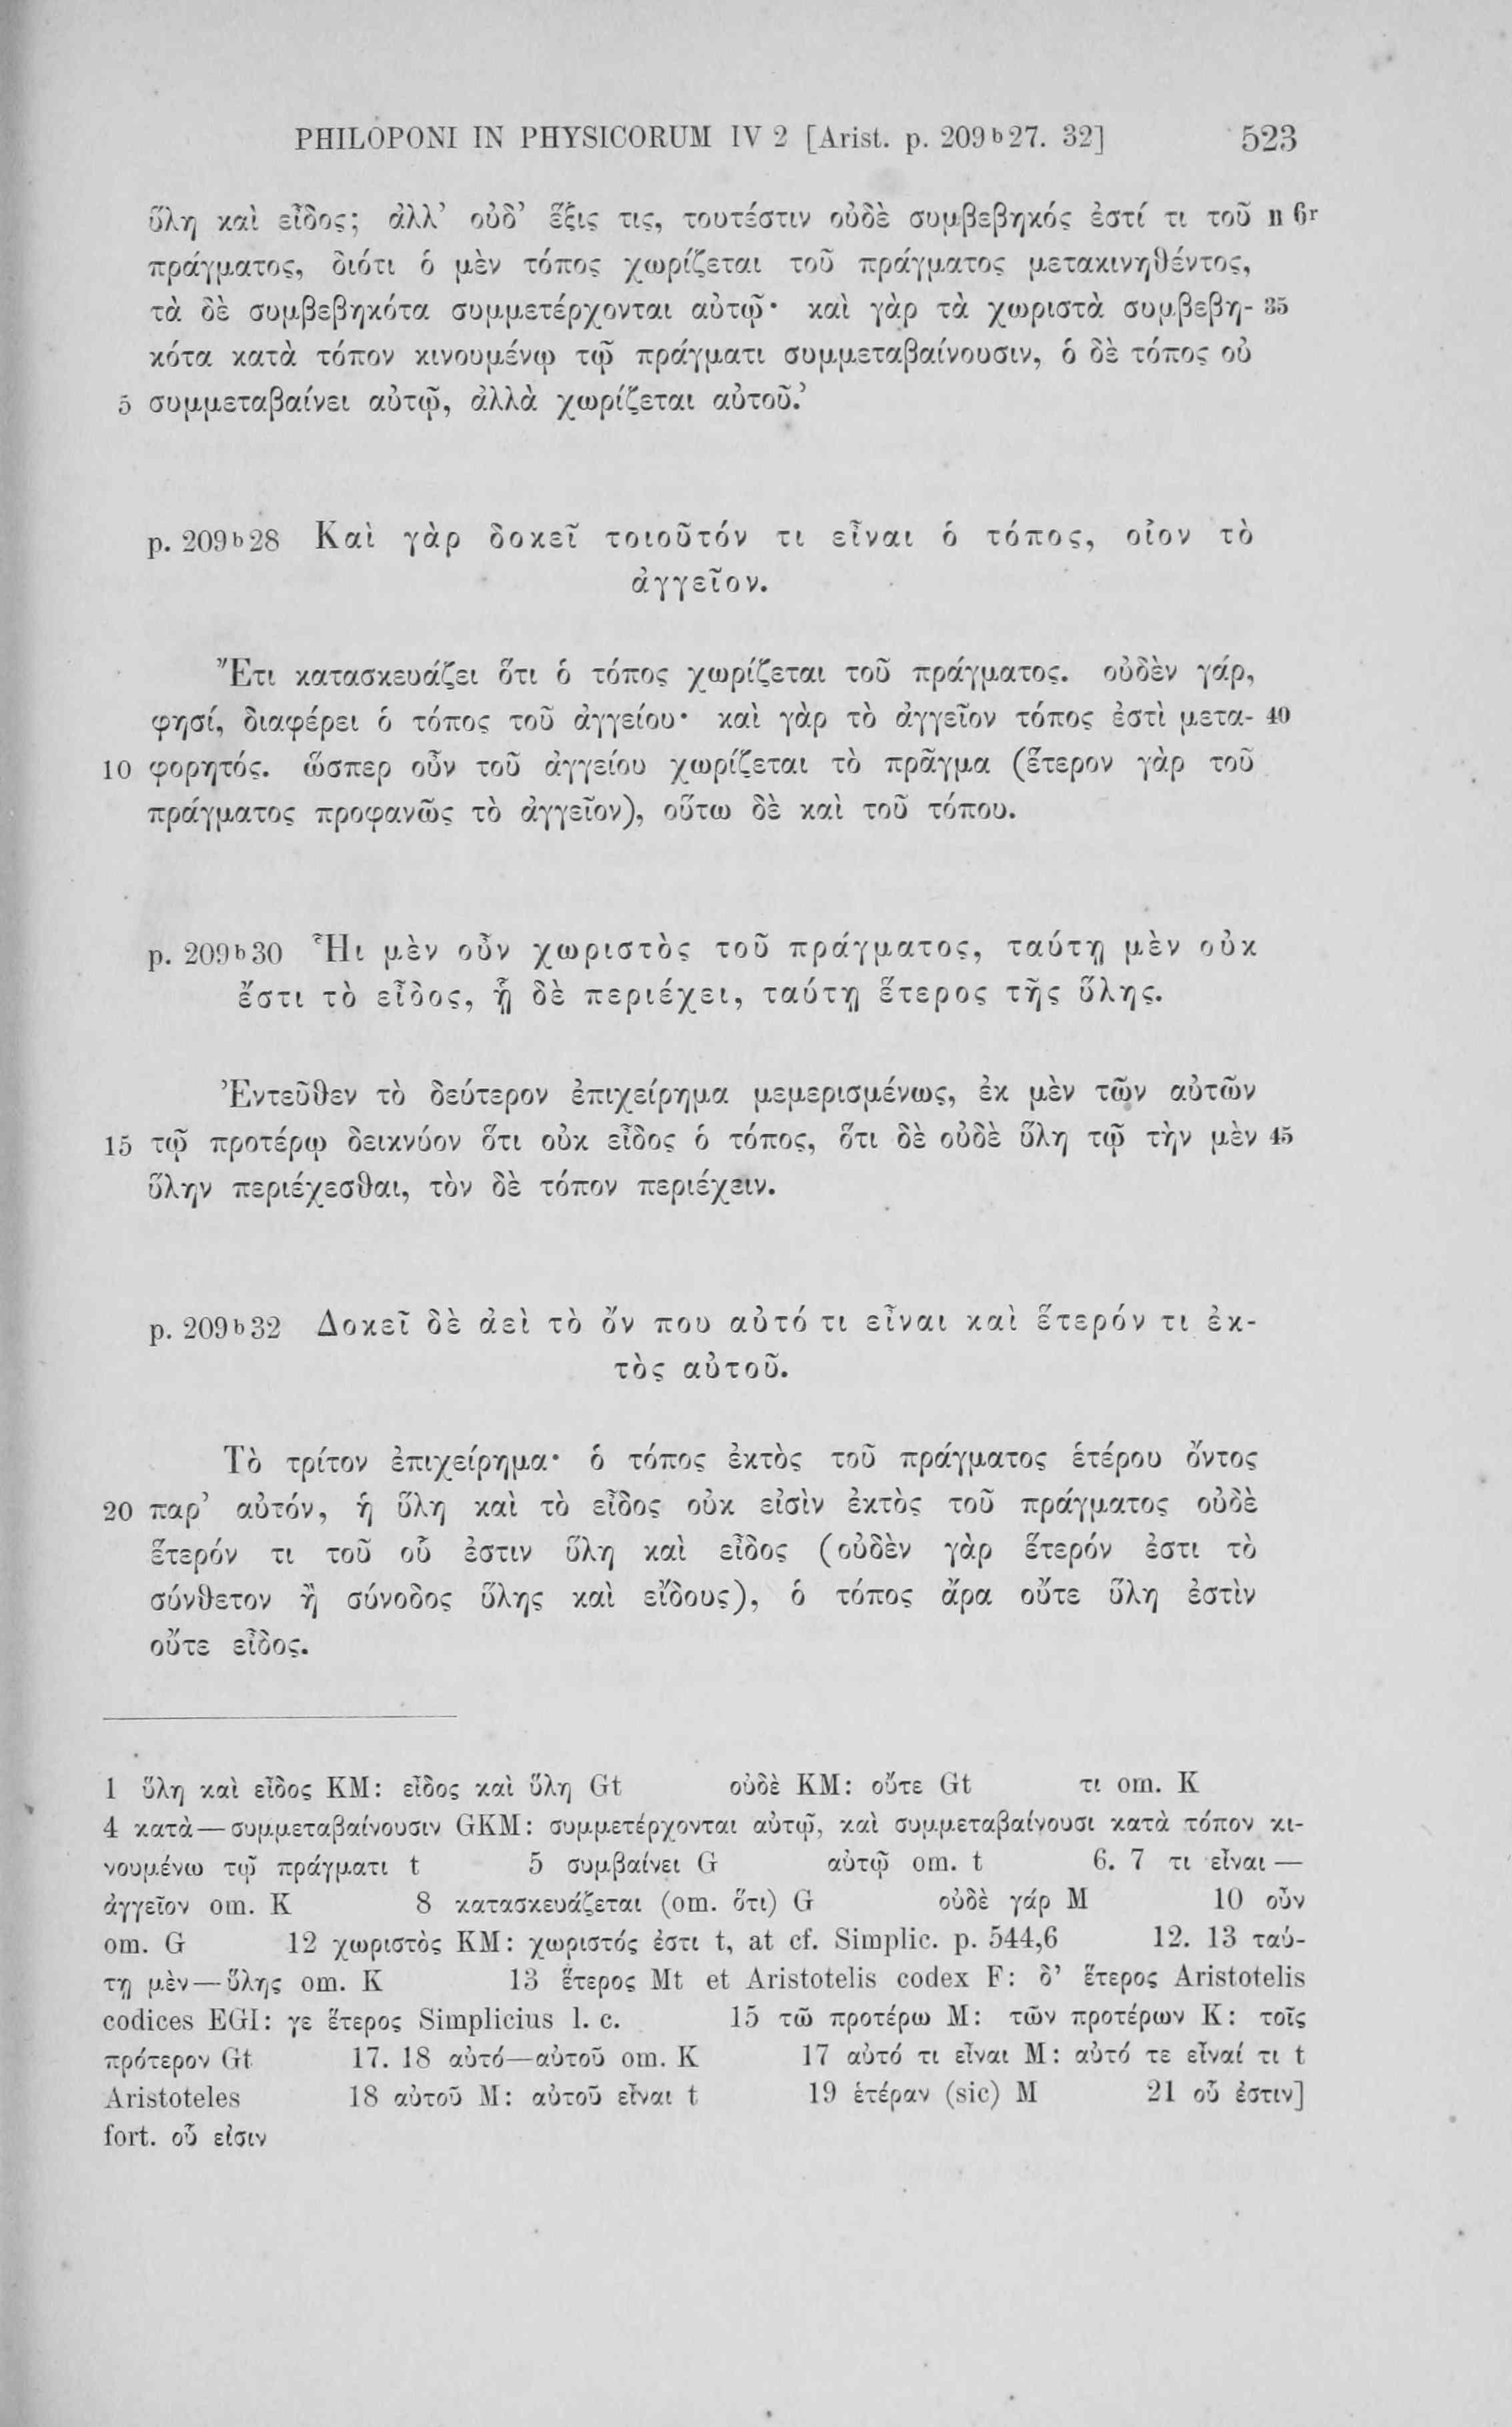 PHILOPONI IN PHYSICORUM IV 2 [Arist. p. 209ᵇ27. 32] 523
ὕλη καὶ εἶδος; ἀλλ’ οὐδ’ ἕξις τις, τουτέστιν οὐδὲ συμβεβηκός ἐστί τι τοῦ n 6ʳ
πράγματος, διότι ὁ μὲν τόπος χωρίζεται τοῦ πράγματος μετακινηθέντος,
τὰ δὲ συμβεβηκότα συμμετέρχονται αὐτῷ· καὶ γὰρ τὰ χωριστὰ συμβεβη- 35
κότα κατὰ τόπον κινουμένῳ τῷ πράγματι συμμεταβαίνουσιν, ὁ δὲ τόπος οὐ
5 συμμεταβαίνει αὐτῷ, ἀλλὰ χωρίζεται αὐτοῦ.’
p. 209ᵇ28 Καὶ γὰρ δοκεῖ τοιοῦτόν τι εἶναι ὁ τόπος, οἷον τὸ
ἀγγεῖον.
Ἔτι κατασκευάζει ὅτι ὁ τόπος χωρίζεται τοῦ πράγματος. οὐδὲν γάρ,
φησί, διαφέρει ὁ τόπος τοῦ ἀγγείου· καὶ γὰρ τὸ ἀγγεῖον τόπος ἐστὶ μετα- 40
10 φορητός. ὥσπερ οὖν τοῦ ἀγγείου χωρίζεται τὸ πρᾶγμα (ἕτερον γὰρ τοῦ
πράγματος προφανῶς τὸ ἀγγεῖον), οὕτω δὲ καὶ τοῦ τόπου.
p. 209ᵇ30 Ἧι μὲν οὖν χωριστὸς τοῦ πράγματος, ταύτῃ μὲν οὐκ
ἔστι τὸ εἶδος, ᾗ δὲ περιέχει, ταύτῃ ἕτερος τῆς ὕλης.
Ἐντεῦθεν τὸ δεύτερον ἐπιχείρημα μεμερισμένως, ἐκ μὲν τῶν αὐτῶν
15 τῷ προτέρῳ δεικνύον ὅτι οὐκ εἶδος ὁ τόπος, ὅτι δὲ οὐδὲ ὕλη τῷ τὴν μὲν 45
ὕλην περιέχεσθαι, τὸν δὲ τόπον περιέχειν.
p. 209ᵇ32 Δοκεῖ δὲ ἀεὶ τὸ ὄν που αὐτό τι εἶναι καὶ ἕτερόν τι ἐκ-
τὸς αὐτοῦ.
Τὸ τρίτον ἐπιχείρημα· ὁ τόπος ἐκτὸς τοῦ πράγματος ἑτέρου ὄντος
20 παρ’ αὐτόν, ἡ ὕλη καὶ τὸ εἶδος οὐκ εἰσὶν ἐκτὸς τοῦ πράγματος οὐδὲ
ἕτερόν τι τοῦ οὗ ἐστιν ὕλη καὶ εἶδος (οὐδὲν γὰρ ἕτερόν ἐστι τὸ
σύνθετον ἢ σύνοδος ὕλης καὶ εἴδους), ὁ τόπος ἄρα οὔτε ὕλη ἐστὶν
οὔτε εἶδος.
1 ὕλη καὶ εἶδος KM: εἶδος καὶ ὕλη Gt οὐδὲ KM: οὔτε Gt τι om. K
4 κατὰ—συμμεταβαίνουσιν GKM: συμμετέρχονται αὐτῷ, καὶ συμμεταβαίνουσι κατὰ τόπον κι-
νουμένω τῷ πράγματι t 5 συμβαίνει G αὐτῷ om. t 6. 7 τι εἶναι—
ἀγγεῖον om. K 8 κατασκευάζεται (om. ὅτι) G οὐδὲ γάρ M 10 οὖν
om. G 12 χωριστὸς KM: χωριστός ἐστι t, at cf. Simplic. p. 544,6 12. 13 ταύ-
τῃ μὲν—ὕλης om. K 13 ἕτερος Mt et Aristotelis codex F: δ’ ἕτερος Aristotelis
codices EGI: γε ἕτερος Simplicius l. c. 15 τῶ προτέρω M: τῶν προτέρων K: τοῖς
πρότερον Gt 17. 18 αὐτό—αὐτοῦ om. K 17 αὐτό τι εἶναι M: αὐτό τε εἶναί τι t
Aristoteles 18 αὐτοῦ M: αὐτοῦ εἶναι t 19 ἑτέραν (sic) M 21 οὗ ἐστιν]
fort. οὗ εἰσιν